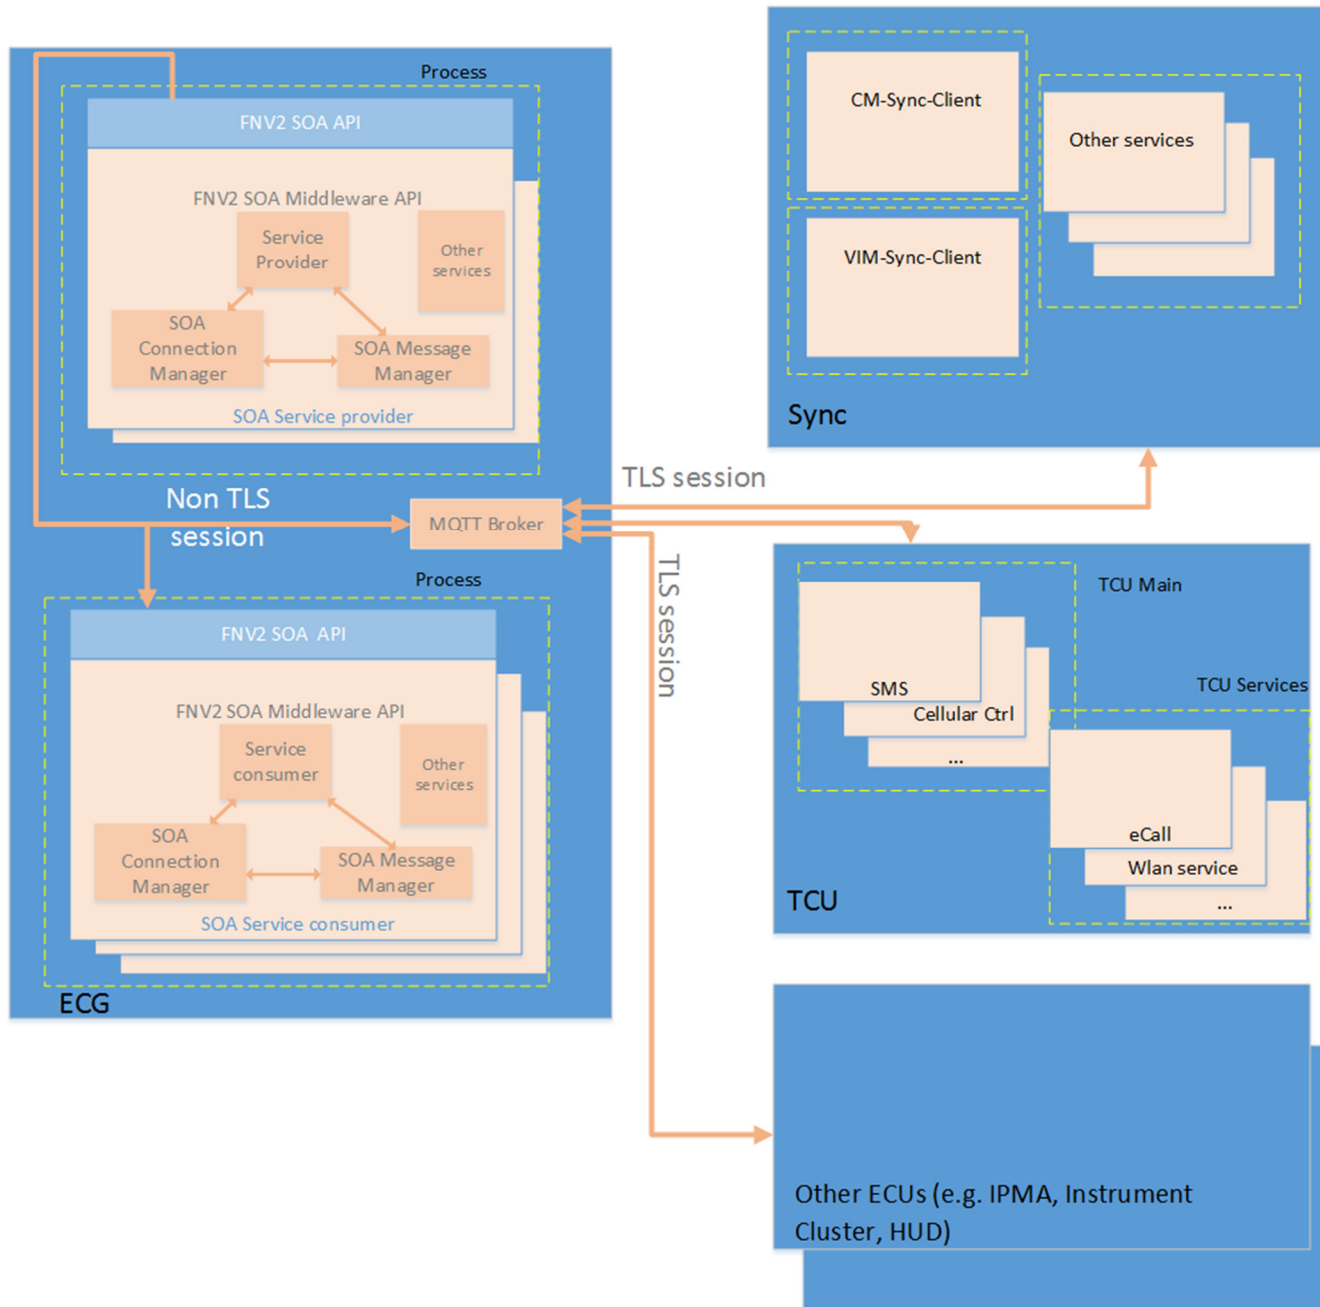 Process
FNV2 SOA API
FNV2 SOA Middleware API
Service
Provider
Other
services
SOA
Connection
Manager
SOA Message
Manager
SOA Service provider
Non TLS
session
MQTT Broker
Process
FNV2 SOA  API
FNV2 SOA Middleware API
Service
consumer
Other
services
SOA
Connection
Manager
SOA Message
Manager
SOA Service consumer
ECG
TLS session
TLS session
CM-Sync-Client
Other services
VIM-Sync-Client
Sync
TCU Main
SMS
Cellular Ctrl
...
TCU Services
eCall
Wlan service
...
TCU
Other ECUs (e.g. IPMA, Instrument
Cluster, HUD)